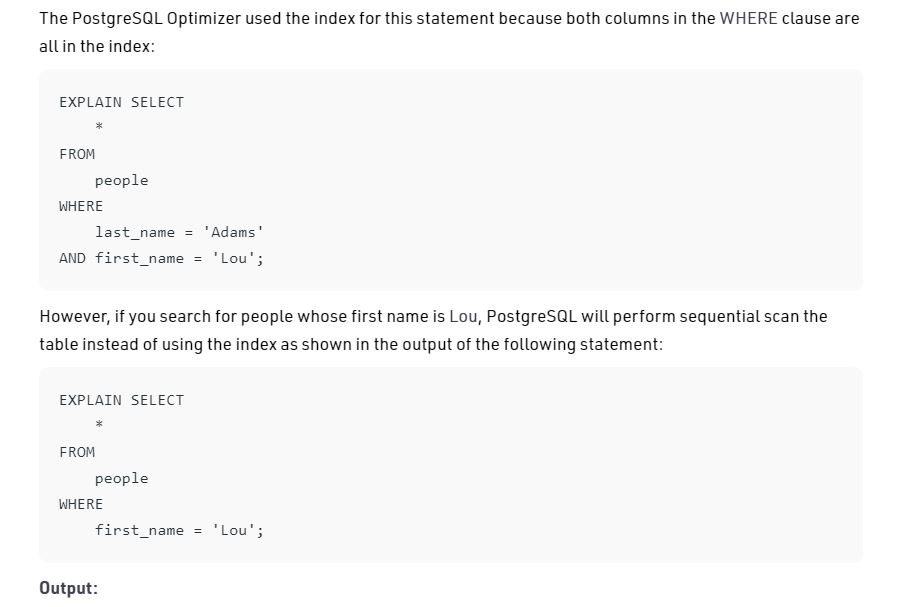 The PostgreSQL Optimizer used the index for this statement because both columns in the WHERE clause are
all in the index:
EXPLAIN SELECT
*
FROM
people
WHERE
last_name = 'Adams'
AND first_name = 'Lou';
However, if you search for people whose first name is Lou, PostgreSQL will perform sequential scan the
table instead of using the index as shown in the output of the following statement:
EXPLAIN SELECT
*
FROM
people
WHERE
first_name = 'Lou';
Output: